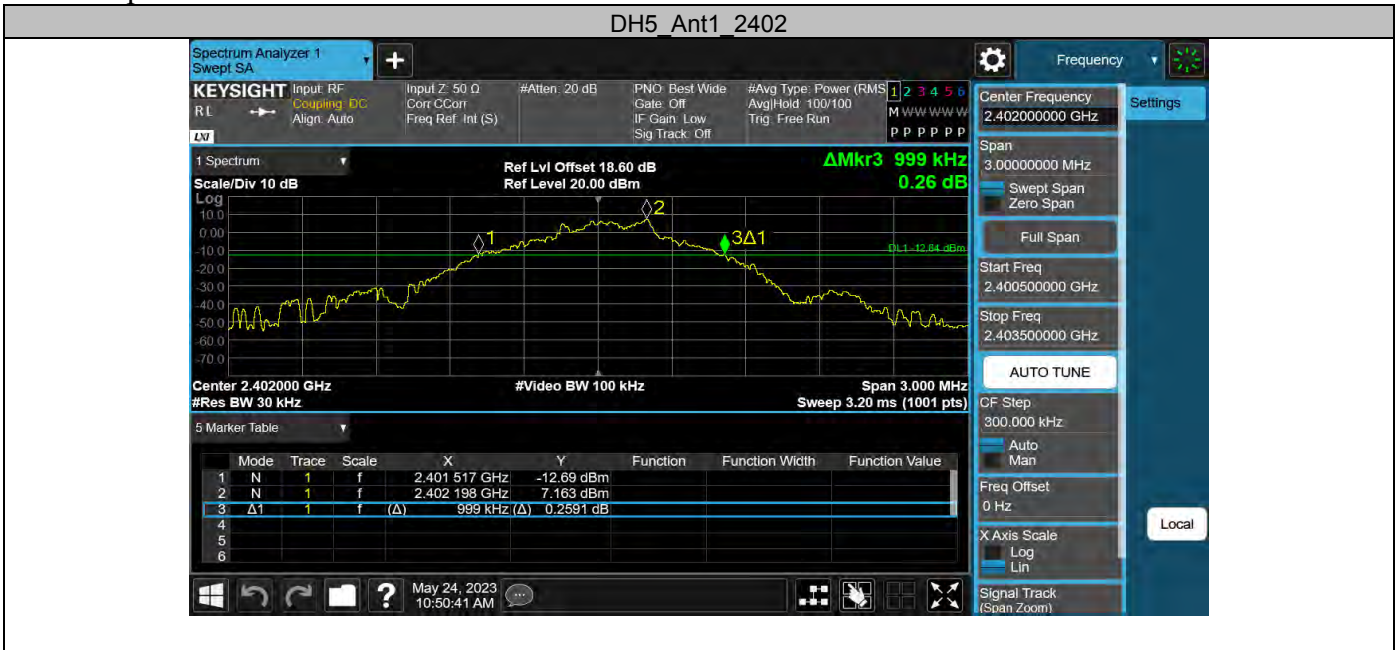 DH5_Ant1_2402
Spectrum Analyzer 1
Swept SA
+
Frequency
KEYSIGHT
RL
LXI
Input: RF
Coupling: DC
Align: Auto
Input Z: 50 Ω
Corr CCorr
Freq Ref: Int (S)
#Atten: 20 dB
PNO: Best Wide
Gate: Off
IF Gain: Low
Sig Track: Off
#Avg Type: Power (RMS
Avg|Hold: 100/100
Trig: Free Run
1 2 3 4 5 6
M W W W W W
P P P P P P
Center Frequency
2.402000000 GHz
Settings
1 Spectrum
Scale/Div 10 dB
Ref Lvl Offset 18.60 dB
Ref Level 20.00 dBm
ΔMkr3 999 kHz
0.26 dB
Span
3.00000000 MHz
Swept Span
Zero Span
Full Span
Log
10.0
0.00
-10.0
-20.0
-30.0
-40.0
-50.0
-60.0
-70.0
1
2
3Δ1
DL1 -12.84 dBm
Start Freq
2.400500000 GHz
Stop Freq
2.403500000 GHz
AUTO TUNE
Center 2.402000 GHz
#Res BW 30 kHz
#Video BW 100 kHz
Span 3.000 MHz
Sweep 3.20 ms (1001 pts)
CF Step
300.000 kHz
Auto
Man
5 Marker Table
Mode Trace Scale X Y Function Function Width Function Value
1 N 1 f 2.401 517 GHz -12.69 dBm
2 N 1 f 2.402 198 GHz 7.163 dBm
3 Δ1 1 f (Δ) 999 kHz (Δ) 0.2591 dB
4
5
6
Freq Offset
0 Hz
Local
X Axis Scale
Log
Lin
Signal Track
(Span Zoom)
?
May 24, 2023
10:50:41 AM